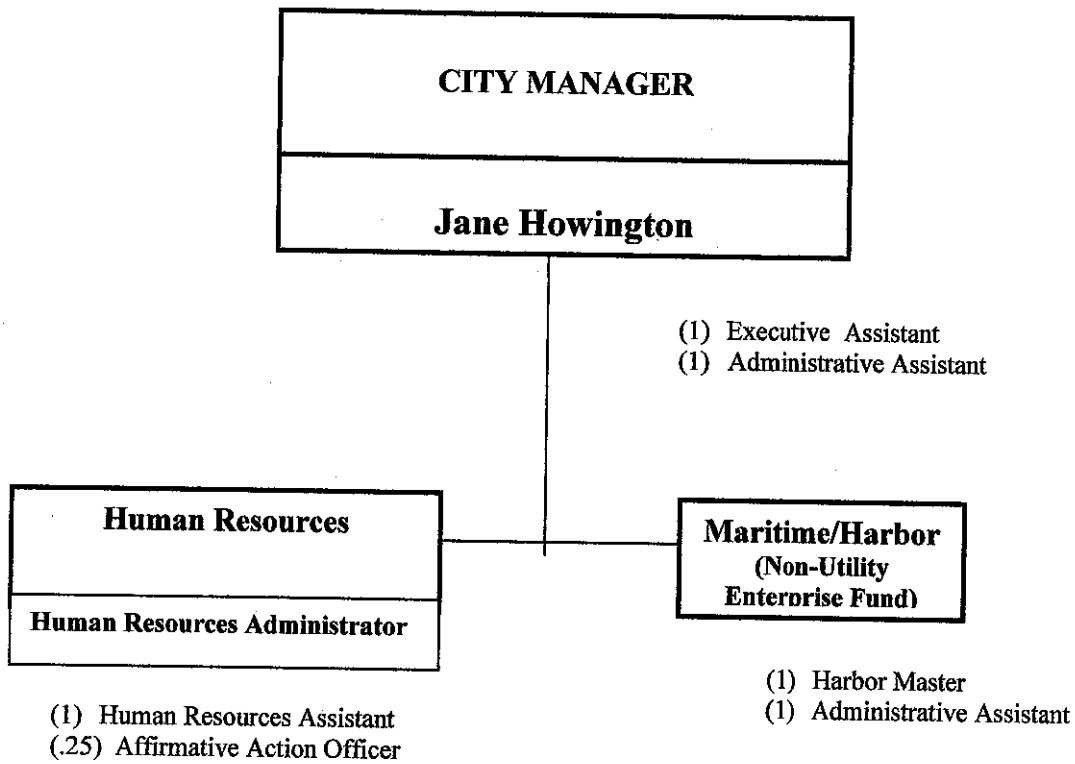 CITY MANAGER
Jane Howington
(1) Executive Assistant
(1) Administrative Assistant
Human Resources
Human Resources Administrator
(1) Human Resources Assistant
(.25) Affirmative Action Officer
Maritime/Harbor
(Non-Utility
Enterprise Fund)
(1) Harbor Master
(1) Administrative Assistant